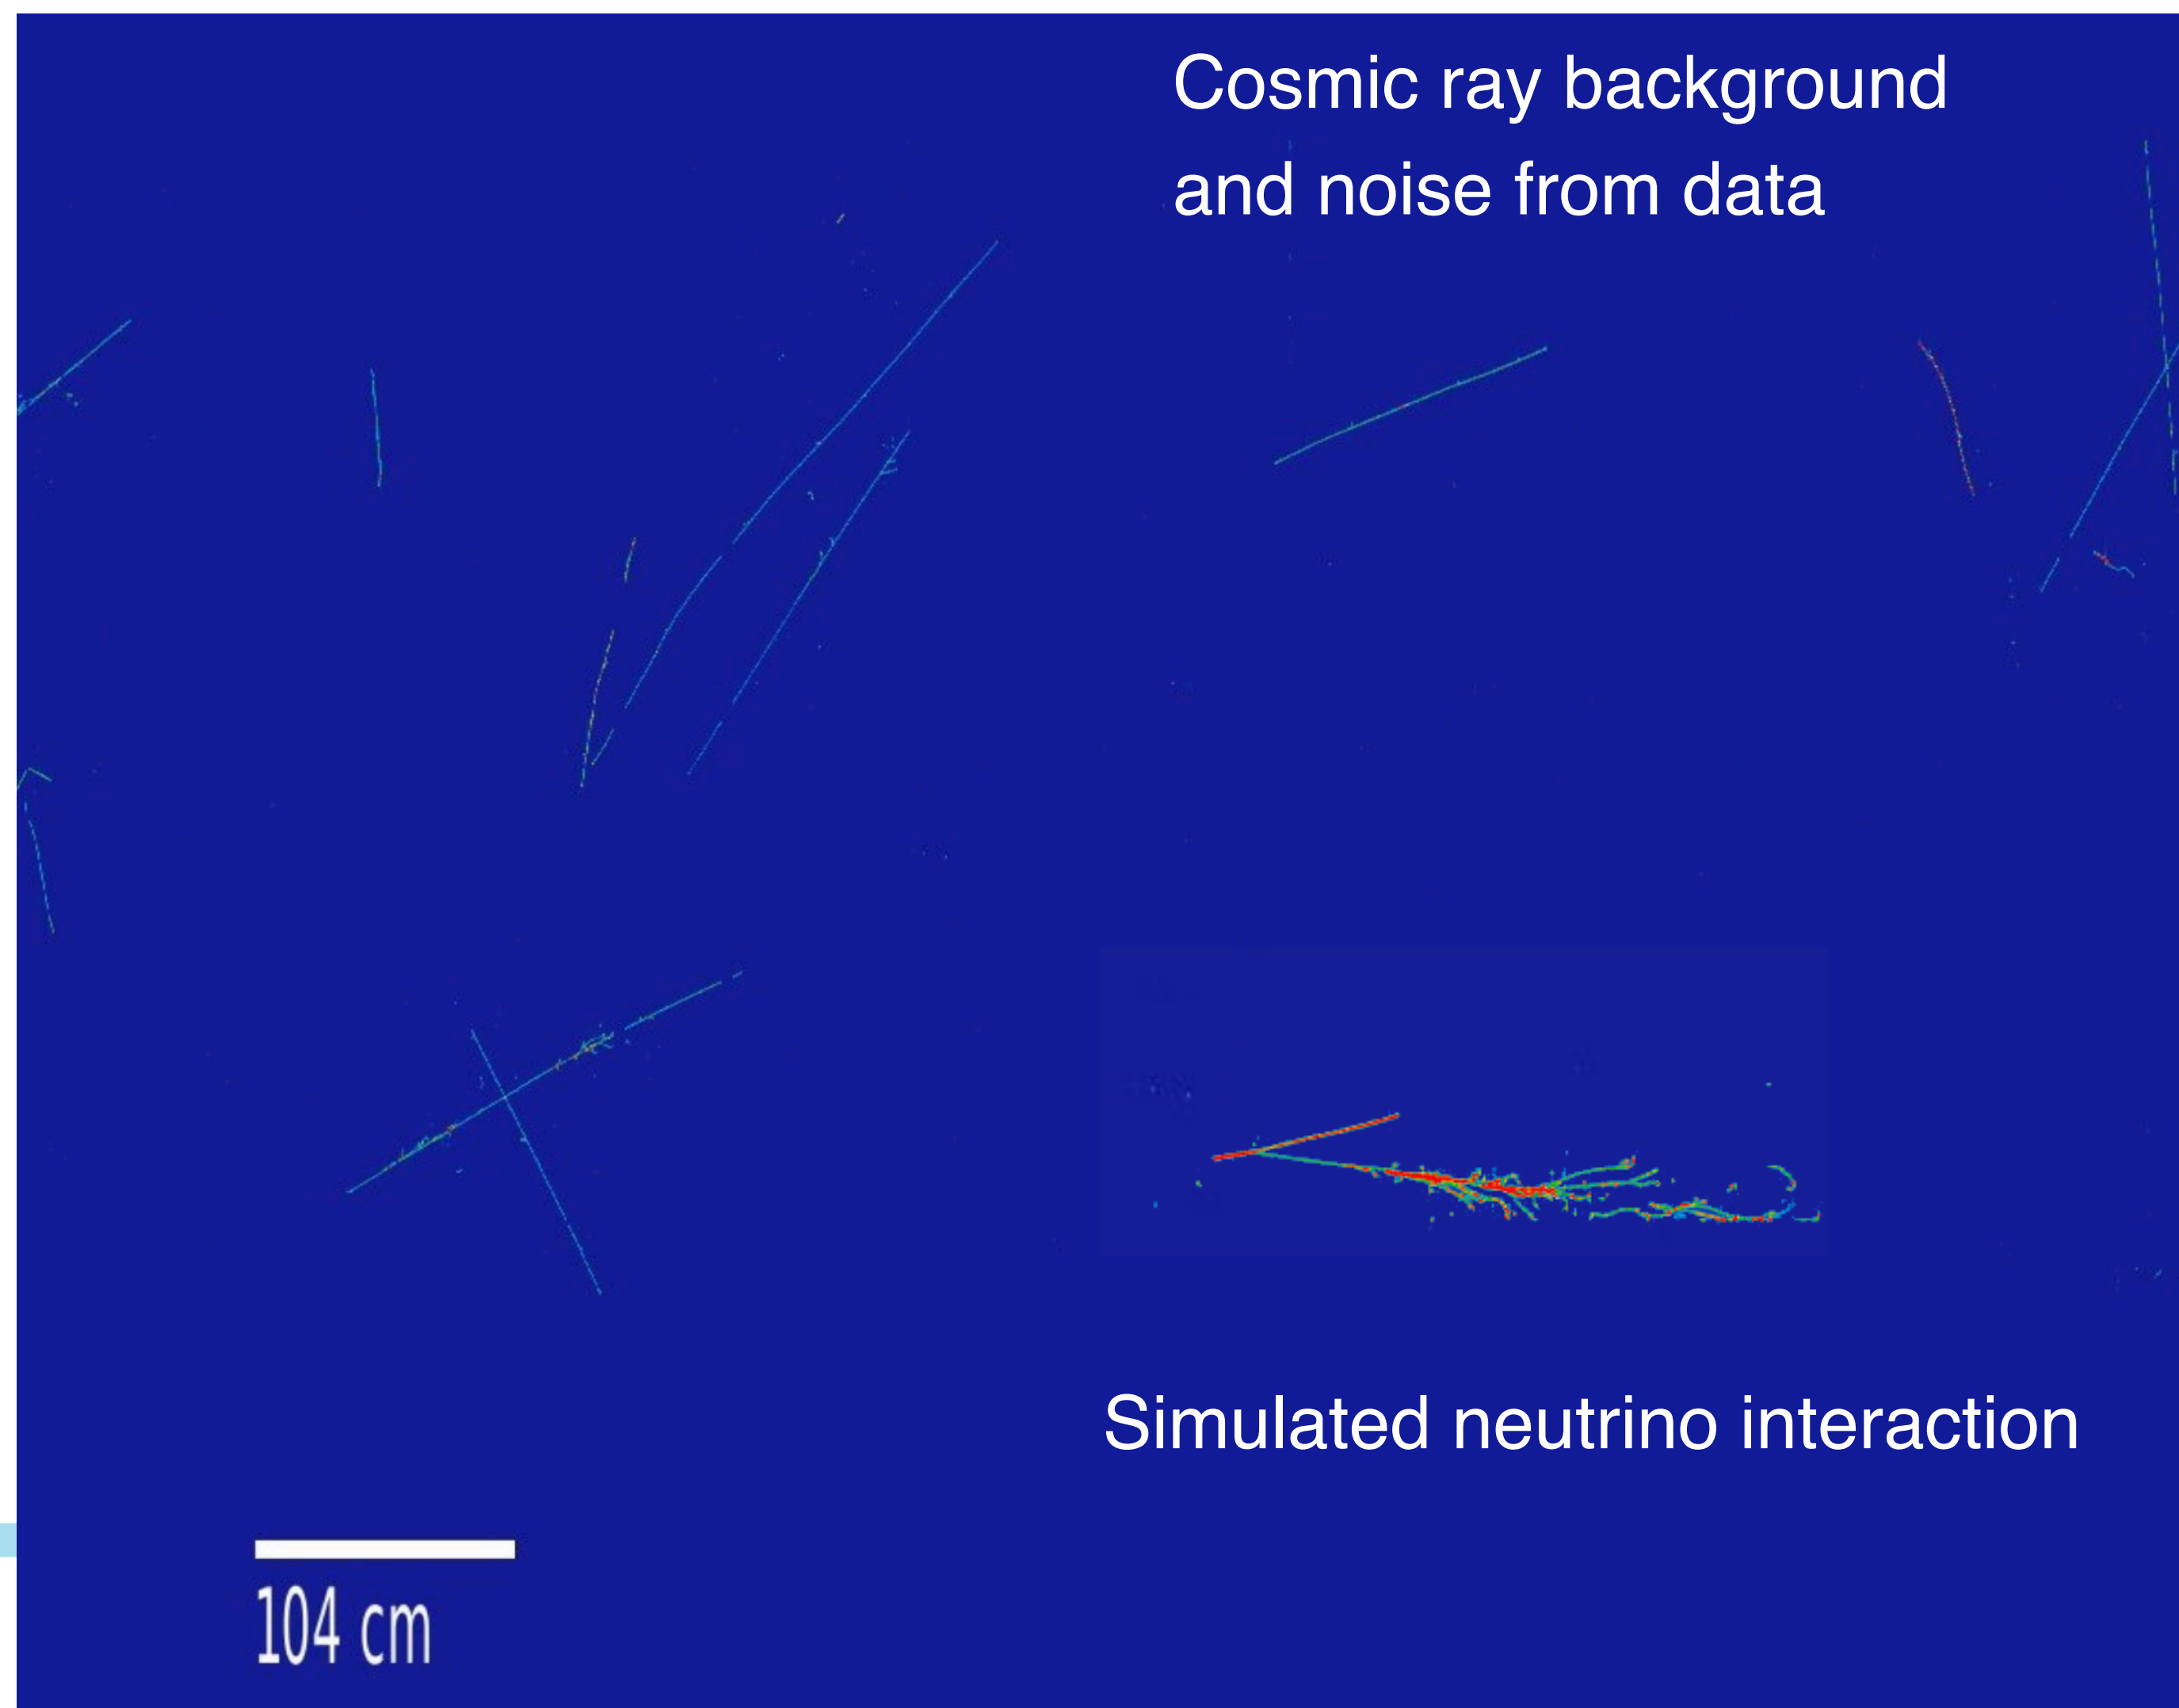 Cosmic ray background
and noise from data
Simulated neutrino interaction
104 cm